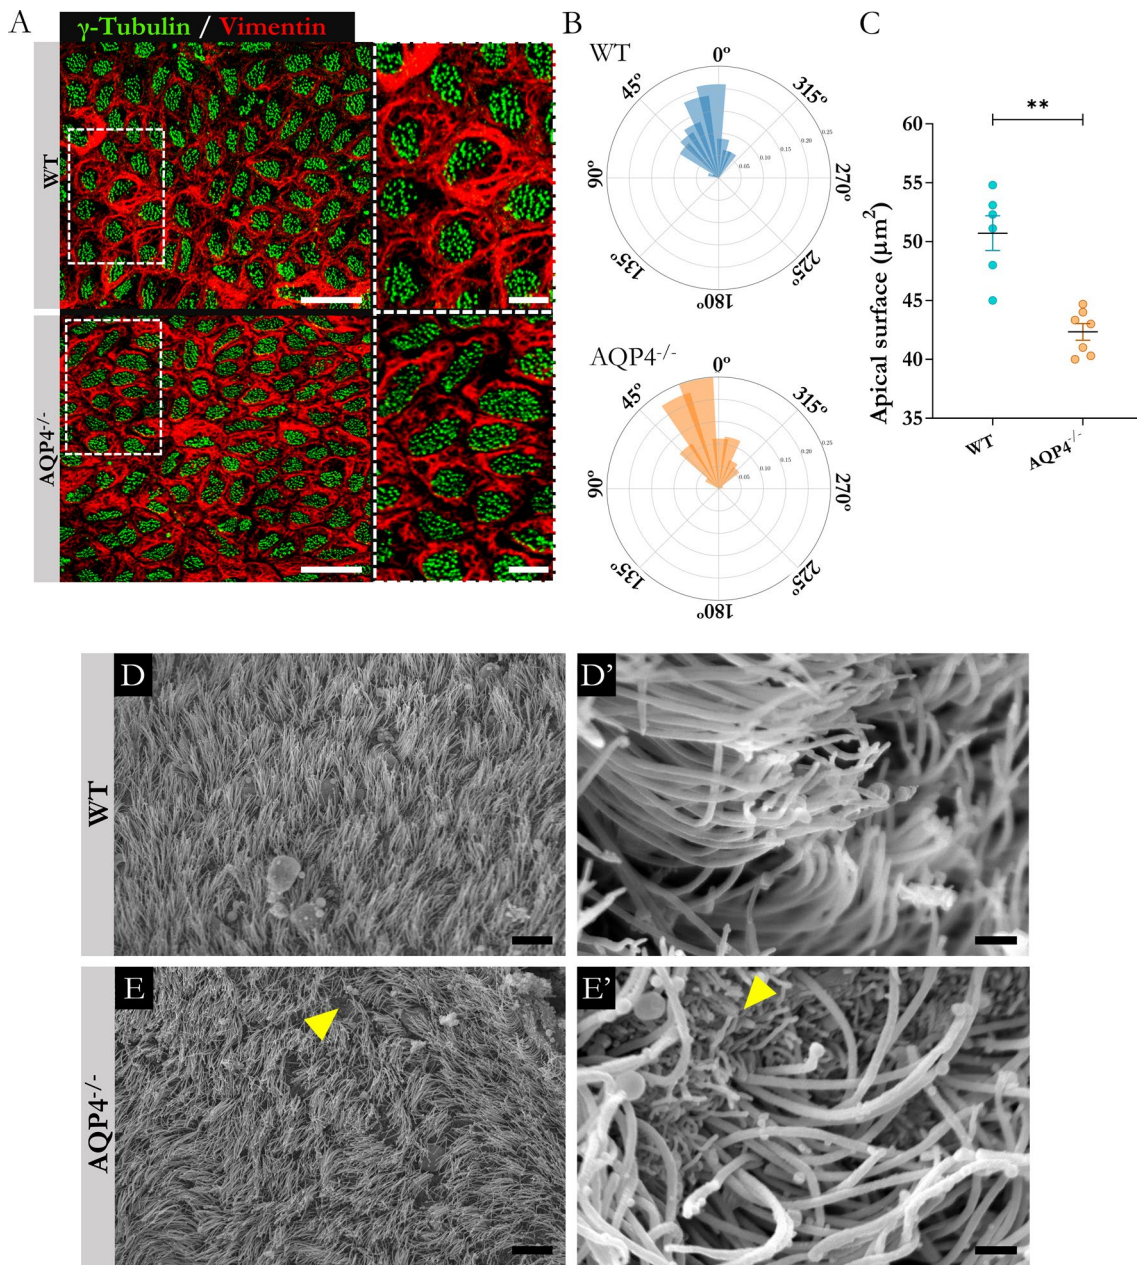 A
γ-Tubulin / Vimentin
WT
AQP4-/-
B
WT
0º
45º
315º
90º
270º
135º
225º
180º
0.05
0.10
0.15
0.20
0.25
AQP4-/-
0º
45º
315º
90º
270º
135º
225º
180º
0.05
0.10
0.15
0.20
0.25
C
**
60
55
50
45
40
35
Apical surface (μm²)
WT
AQP4-/-
WT
D
D'
AQP4-/-
E
E'